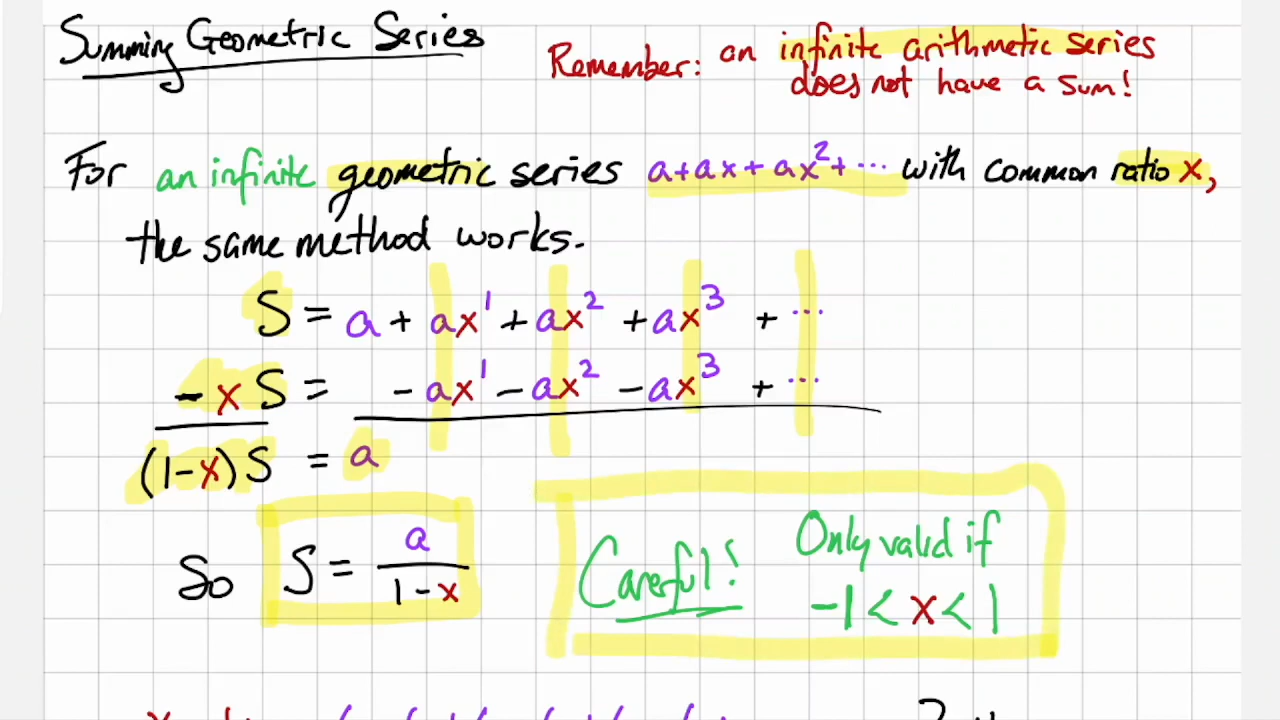 Summing Geometric Series
Remember: an infinite arithmetic series
does not have a sum!
For an infinite geometric series a+ax+ax²+··· with common ratio x,
the same method works.
S = a + ax¹ + ax² + ax³ + ···
-xS = -ax¹ - ax² - ax³ + ···
(1-x)S = a
So S = a/(1-x)
Careful! Only valid if
-1 < x < 1